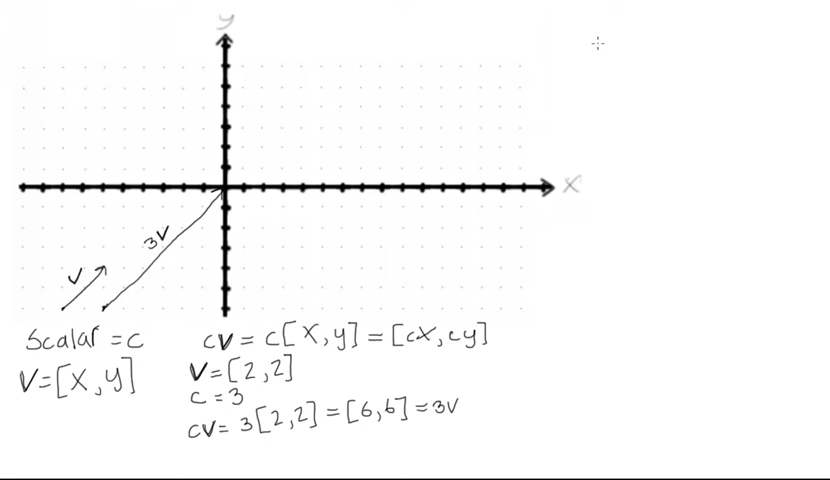 y
x
3V
V
Scalar = c
V=[x,y]
cV = c[x,y] = [cx,cy]
V=[2,2]
c = 3
cV= 3[2,2] = [6,6] = 3V